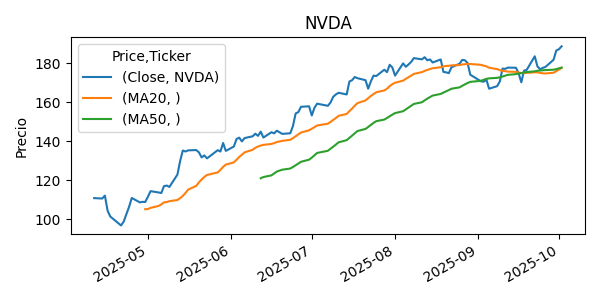 NVDA
Price,Ticker
(Close, NVDA)
(MA20, )
(MA50, )
Precio
180
160
140
120
100
2025-05
2025-06
2025-07
2025-08
2025-09
2025-10